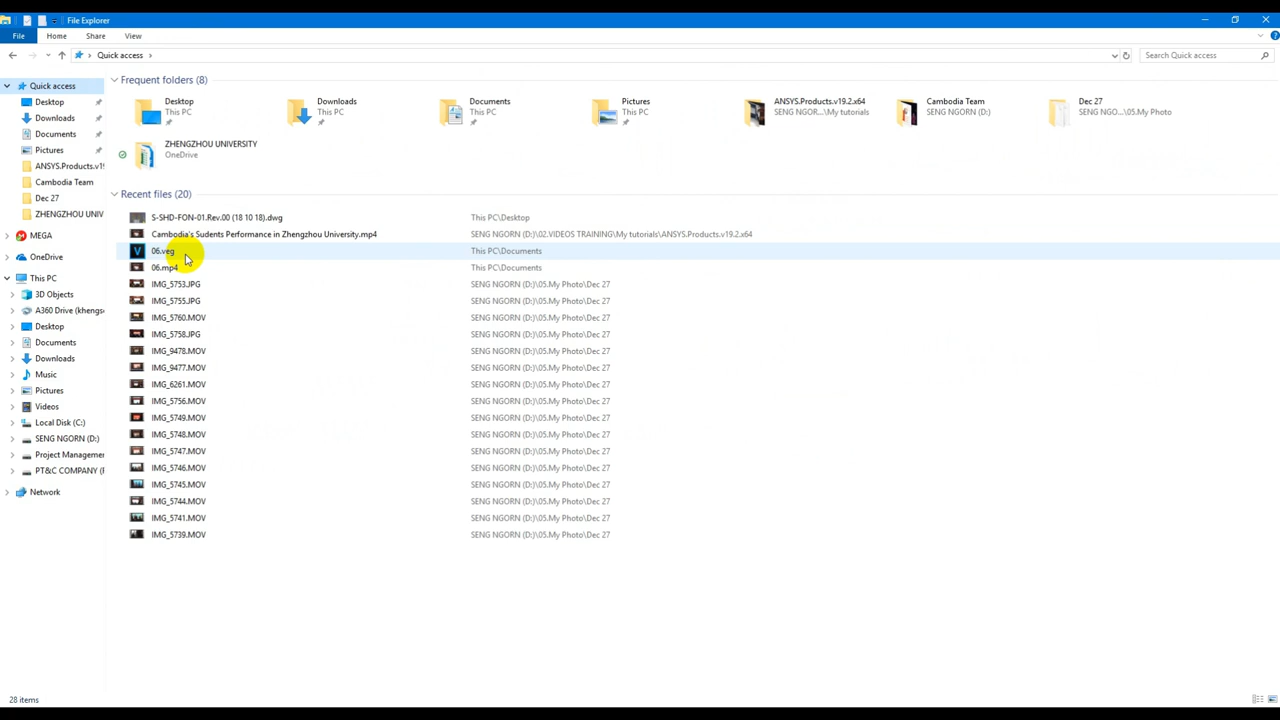 File Explorer
File Home Share View
Quick access
Search Quick access
Quick access
Desktop
Downloads
Documents
Pictures
ANSYS.Products.v19
Cambodia Team
Dec 27
ZHENGZHOU UNIV
MEGA
OneDrive
This PC
3D Objects
A360 Drive (khengs
Desktop
Documents
Downloads
Music
Pictures
Videos
Local Disk (C:)
SENG NGORN (D:)
Project Managemen
PT&C COMPANY (F
Network
Frequent folders (8)
Desktop
This PC
Downloads
This PC
Documents
This PC
Pictures
This PC
ANSYS.Products.v19.2.x64
SENG NGOR...\My tutorials
Cambodia Team
SENG NGORN (D:)
Dec 27
SENG NGO...\05.My Photo
ZHENGZHOU UNIVERSITY
OneDrive
Recent files (20)
S-SHD-FON-01.Rev.00 (18 10 18).dwg This PC\Desktop
Cambodia's Sudents Performance in Zhengzhou University.mp4 SENG NGORN (D:)\02.VIDEOS TRAINING\My tutorials\ANSYS.Products.v19.2.x64
06.veg This PC\Documents
06.mp4 This PC\Documents
IMG_5753.JPG SENG NGORN (D:)\05.My Photo\Dec 27
IMG_5755.JPG SENG NGORN (D:)\05.My Photo\Dec 27
IMG_5760.MOV SENG NGORN (D:)\05.My Photo\Dec 27
IMG_5758.JPG SENG NGORN (D:)\05.My Photo\Dec 27
IMG_9478.MOV SENG NGORN (D:)\05.My Photo\Dec 27
IMG_9477.MOV SENG NGORN (D:)\05.My Photo\Dec 27
IMG_6261.MOV SENG NGORN (D:)\05.My Photo\Dec 27
IMG_5756.MOV SENG NGORN (D:)\05.My Photo\Dec 27
IMG_5749.MOV SENG NGORN (D:)\05.My Photo\Dec 27
IMG_5748.MOV SENG NGORN (D:)\05.My Photo\Dec 27
IMG_5747.MOV SENG NGORN (D:)\05.My Photo\Dec 27
IMG_5746.MOV SENG NGORN (D:)\05.My Photo\Dec 27
IMG_5745.MOV SENG NGORN (D:)\05.My Photo\Dec 27
IMG_5744.MOV SENG NGORN (D:)\05.My Photo\Dec 27
IMG_5741.MOV SENG NGORN (D:)\05.My Photo\Dec 27
IMG_5739.MOV SENG NGORN (D:)\05.My Photo\Dec 27
28 items